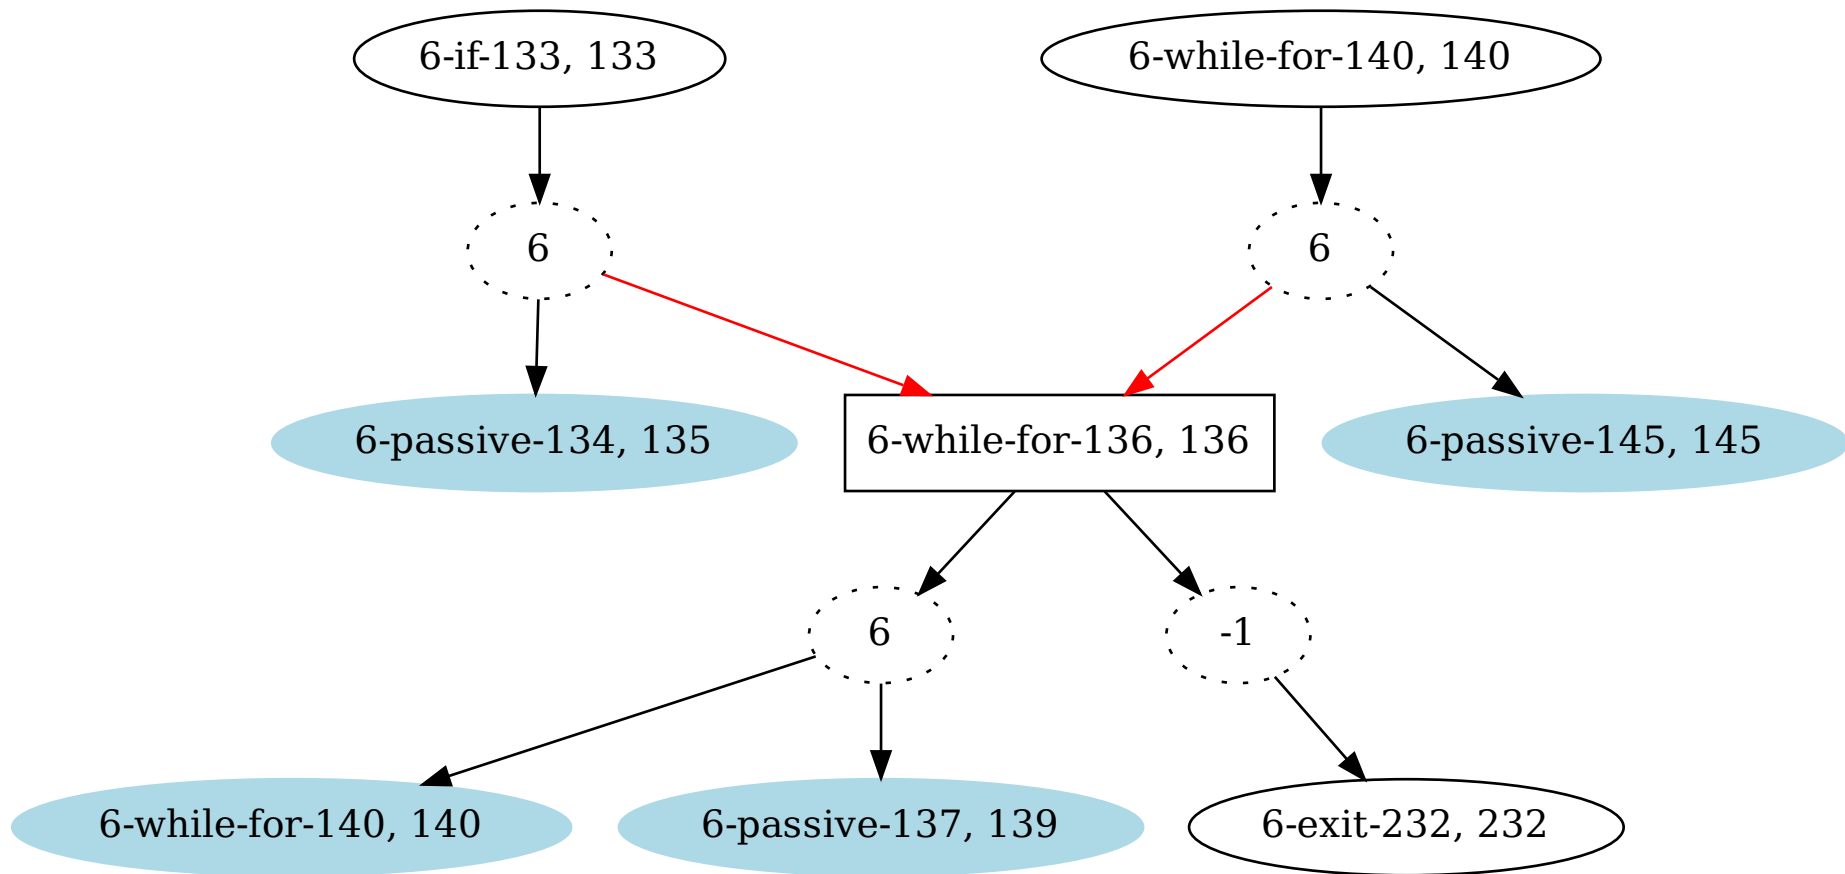 6-if-133, 133
6-while-for-140, 140
6
6
6-passive-134, 135
6-while-for-136, 136
6-passive-145, 145
6
-1
6-while-for-140, 140
6-passive-137, 139
6-exit-232, 232